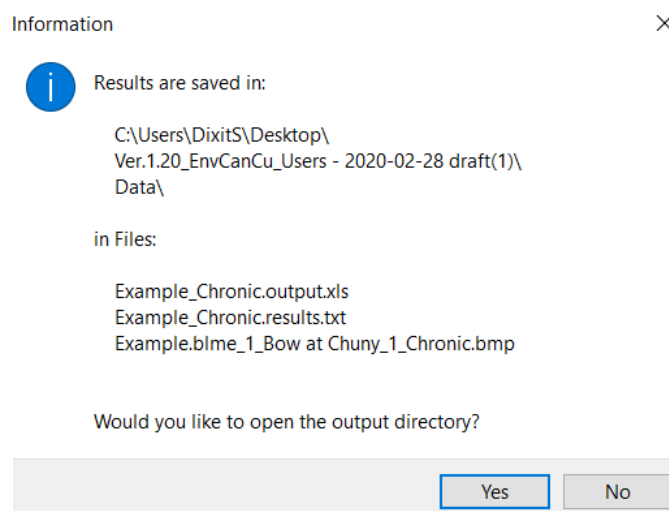 Information
Results are saved in:
C:\Users\DixitS\Desktop\
Ver.1.20_EnvCanCu_Users - 2020-02-28 draft(1)\
Data\
in Files:
Example_Chronic.output.xls
Example_Chronic.results.txt
Example.blme_1_Bow at Chuny_1_Chronic.bmp
Would you like to open the output directory?
Yes No